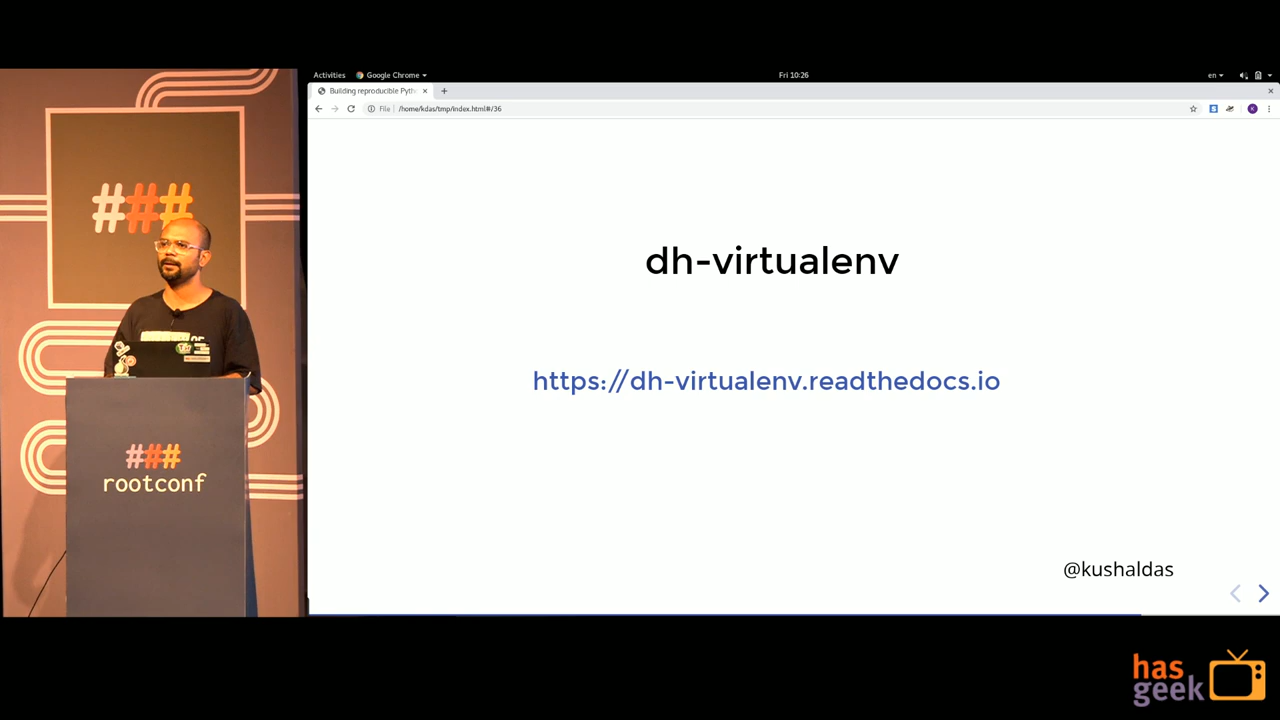 Activities
Google Chrome
Fri 10:26
en
Building reproducible Pyth
File
/home/kdas/tmp/index.html#/36
K
###
dh-virtualenv
https://dh-virtualenv.readthedocs.io
###
rootconf
@kushaldas
has
geek